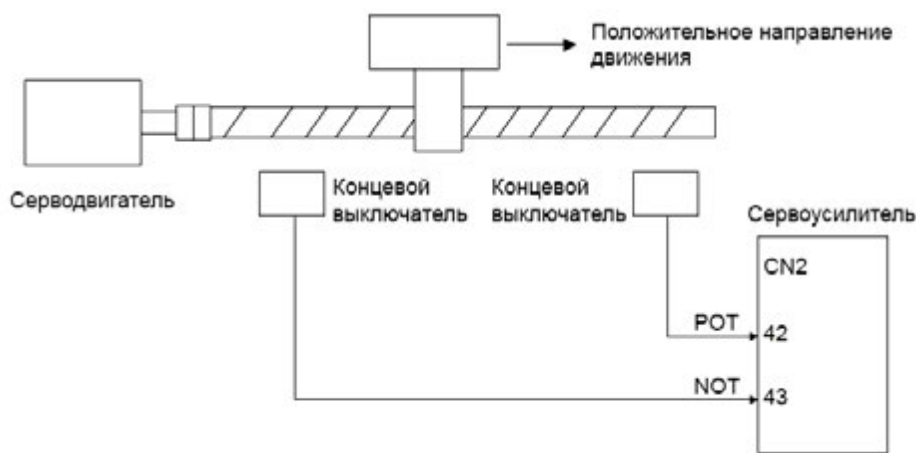 Положительное направление
движения
Серводвигатель
Концевой
выключатель
Концевой
выключатель
Сервоусилитель
CN2
POT
42
NOT
43